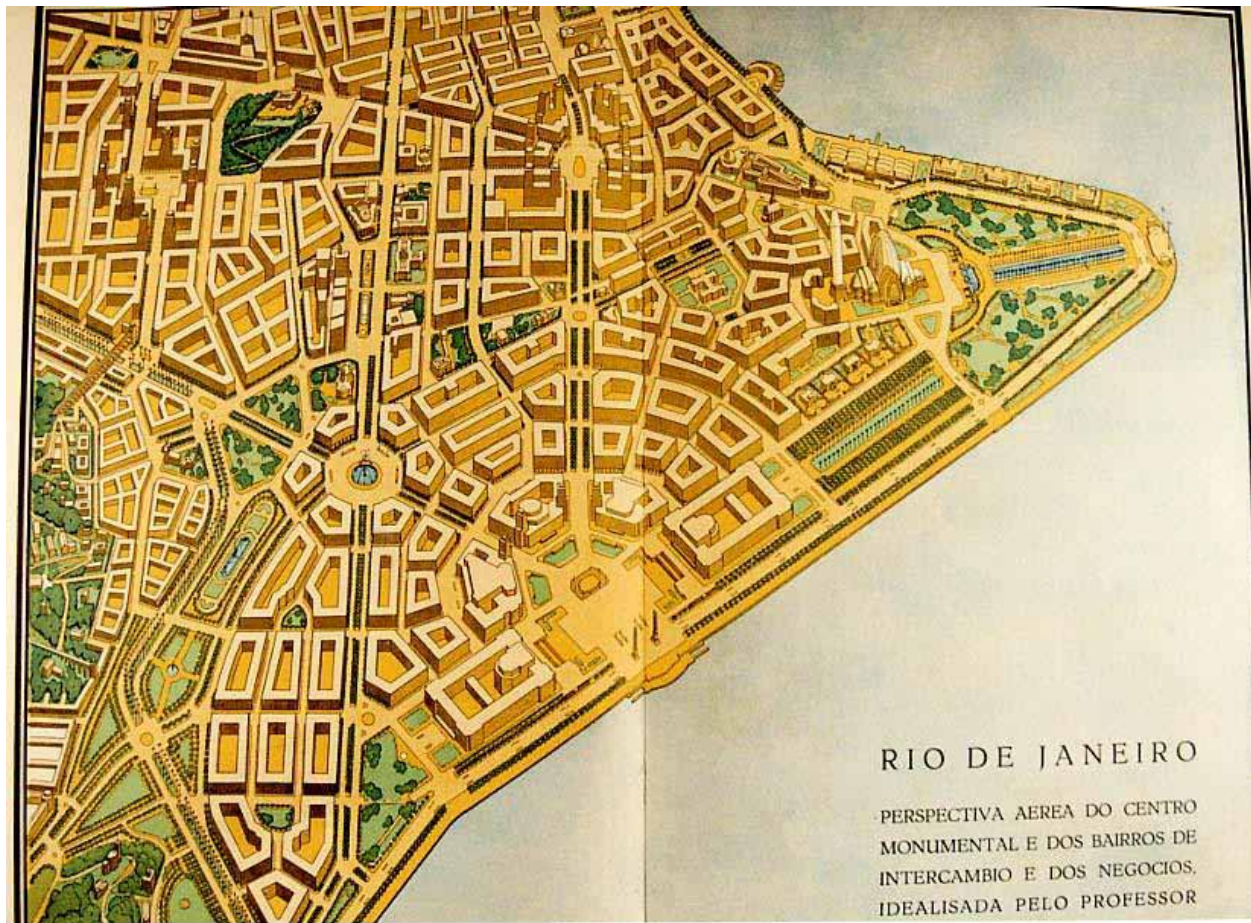 RIO DE JANEIRO
PERSPECTIVA AEREA DO CENTRO
MONUMENTAL E DOS BAIRROS DE
INTERCAMBIO E DOS NEGOCIOS,
IDEALISADA PELO PROFESSOR